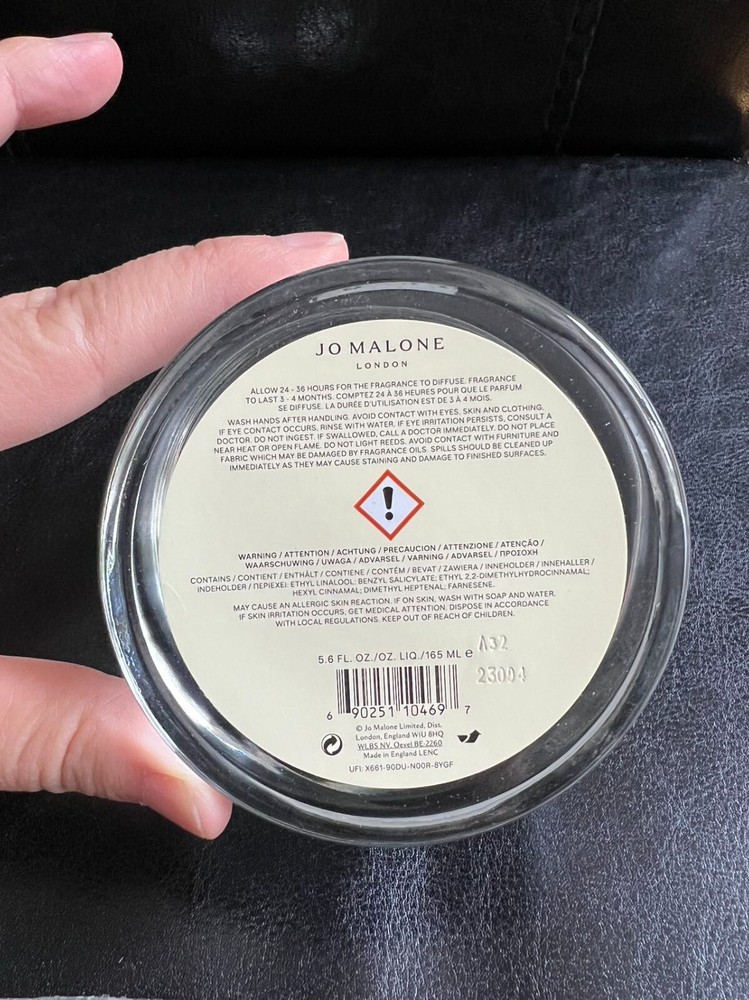 JO MALONE
LONDON
ALLOW 24 - 36 HOURS FOR THE FRAGRANCE TO DIFFUSE. FRAGRANCE
TO LAST 3 - 4 MONTHS. COMPTEZ 24 À 36 HEURES POUR QUE LE PARFUM
SE DIFFUSE. LA DURÉE D'UTILISATION EST DE 3 À 4 MOIS.
WASH HANDS AFTER HANDLING. AVOID CONTACT WITH EYES, SKIN AND CLOTHING.
IF EYE CONTACT OCCURS, RINSE WITH WATER. IF EYE IRRITATION PERSISTS, CONSULT A
DOCTOR. DO NOT INGEST. IF SWALLOWED, CALL A DOCTOR IMMEDIATELY. DO NOT PLACE
NEAR HEAT OR OPEN FLAME. DO NOT LIGHT REEDS. AVOID CONTACT WITH FURNITURE AND
FABRIC WHICH MAY BE DAMAGED BY FRAGRANCE OILS. SPILLS SHOULD BE CLEANED UP
IMMEDIATELY AS THEY MAY CAUSE STAINING AND DAMAGE TO FINISHED SURFACES.
WARNING / ATTENTION / ACHTUNG / PRECAUCION / ATTENZIONE / ATENÇÃO /
WAARSCHUWING / UWAGA / ADVARSEL / VARNING / ADVARSEL / ΠΡΟΣΟΧΗ
CONTAINS / CONTIENT / ENTHÄLT / CONTIENE / CONTÉM / BEVAT / ZAWIERA / INNEHOLDER / INNEHALLER /
INDEHOLDER / ΠΕΡΙΕΧΕΙ: ETHYL LINALOOL; BENZYL SALICYLATE; ETHYL 2,2-DIMETHYLHYDROCINNAMAL;
HEXYL CINNAMAL; DIMETHYL HEPTENAL; FARNESENE.
MAY CAUSE AN ALLERGIC SKIN REACTION. IF ON SKIN, WASH WITH SOAP AND WATER.
IF SKIN IRRITATION OCCURS, GET MEDICAL ATTENTION. DISPOSE IN ACCORDANCE
WITH LOCAL REGULATIONS. KEEP OUT OF REACH OF CHILDREN.
5.6 FL. OZ./OZ. LIQ./165 ML ℮
A32
23004
6 90251 10469 7
© Jo Malone Limited, Dist.
London, England W1U 8HQ
WLBS NV, Oevel BE-2260
Made in England LENC
UFI: X661-90DU-N00R-8YGF